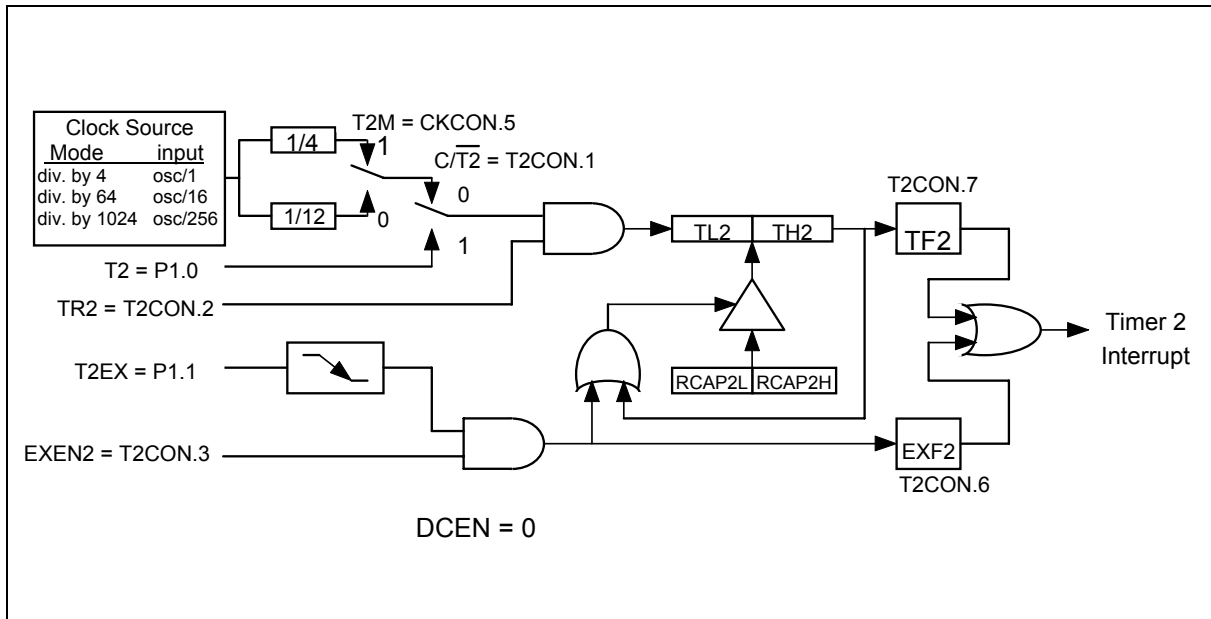 Clock Source
Mode input
div. by 4 osc/1
div. by 64 osc/16
div. by 1024 osc/256
1/4
1/12
T2M = CKCON.5
1
0
C/T2 = T2CON.1
0
1
T2 = P1.0
TR2 = T2CON.2
T2EX = P1.1
EXEN2 = T2CON.3
TL2 TH2
RCAP2L RCAP2H
T2CON.7
TF2
EXF2
T2CON.6
Timer 2
Interrupt
DCEN = 0